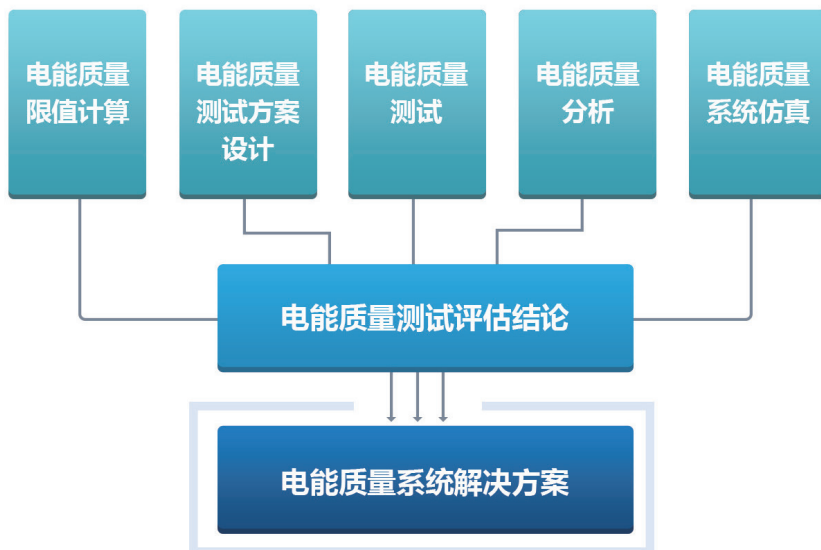 电能质量
限值计算
电能质量
测试方案
设计
电能质量
测试
电能质量
分析
电能质量
系统仿真
电能质量测试评估结论
电能质量系统解决方案